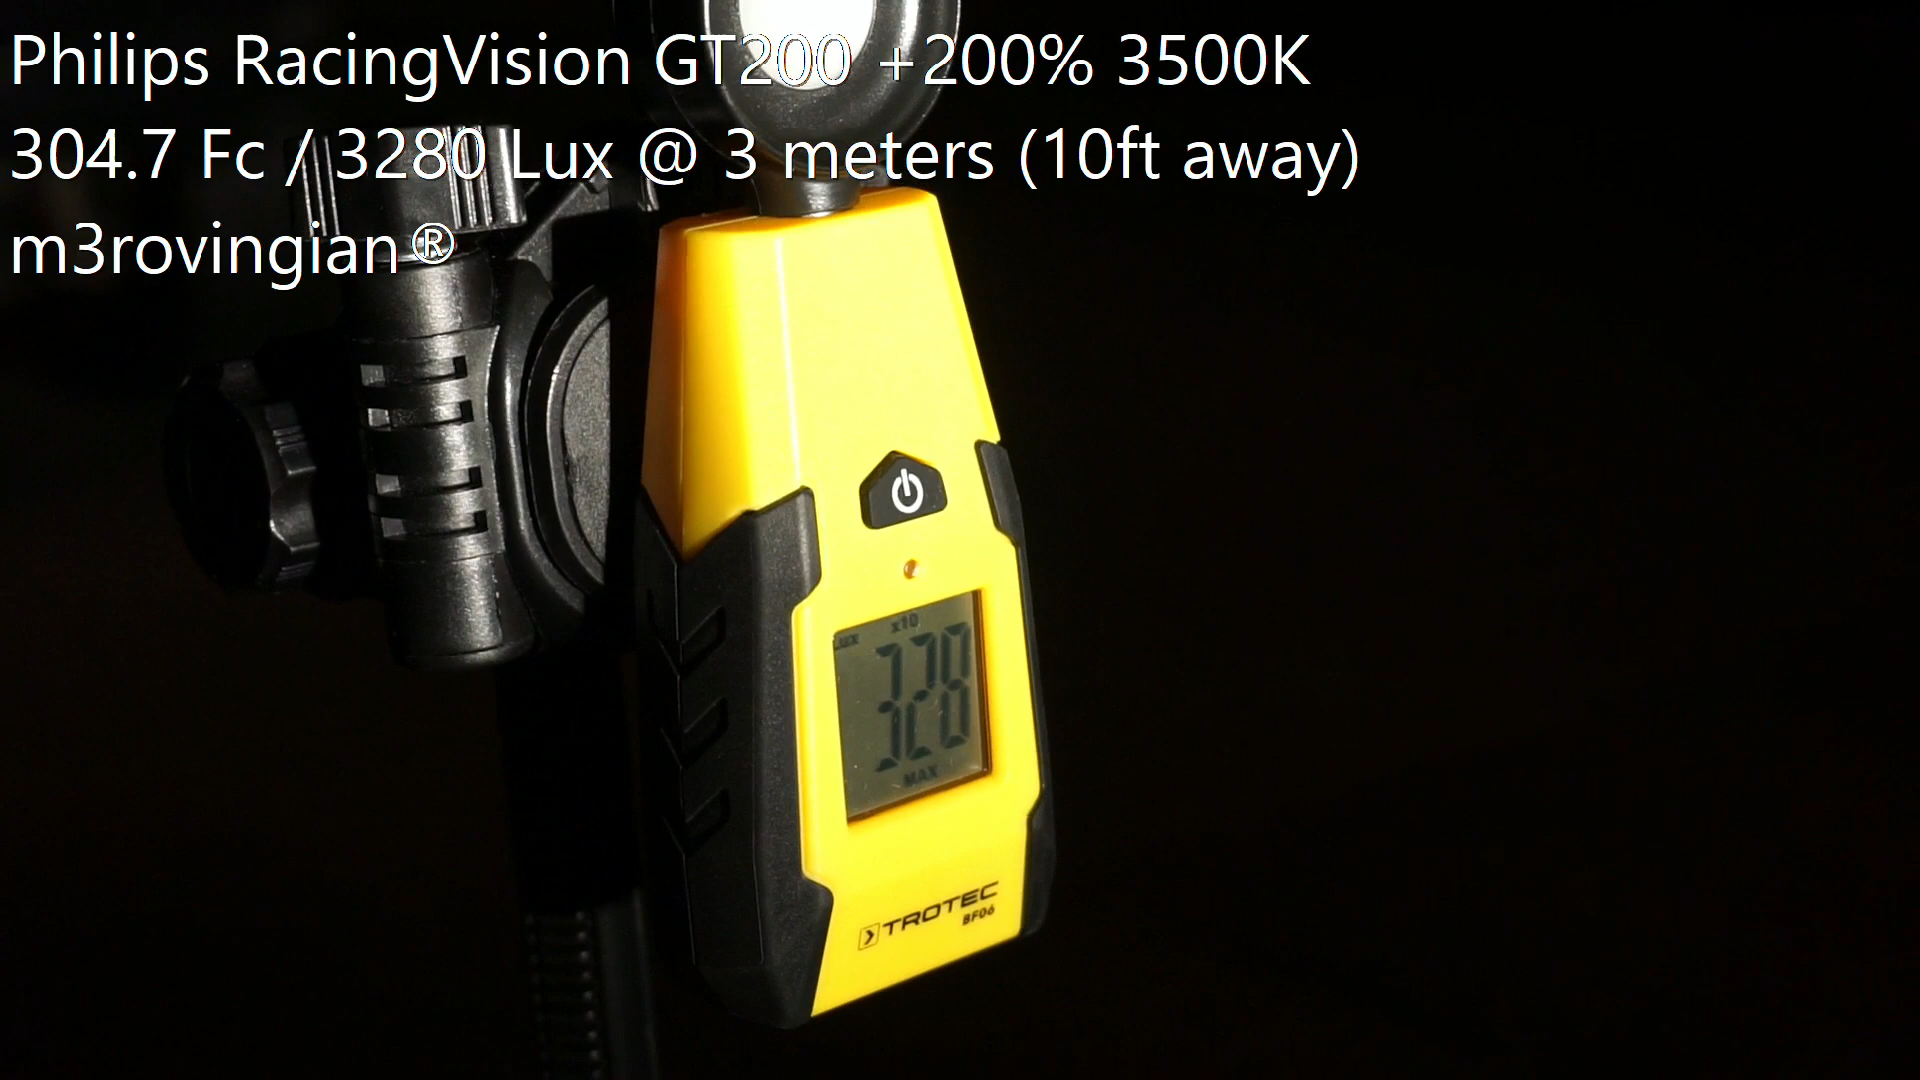 Philips RacingVision GT200 +200% 3500K
304.7 Fc / 3280 Lux @ 3 meters (10ft away)
m3rovingian®
x10
LUX
328
MAX
TROTEC
BF06